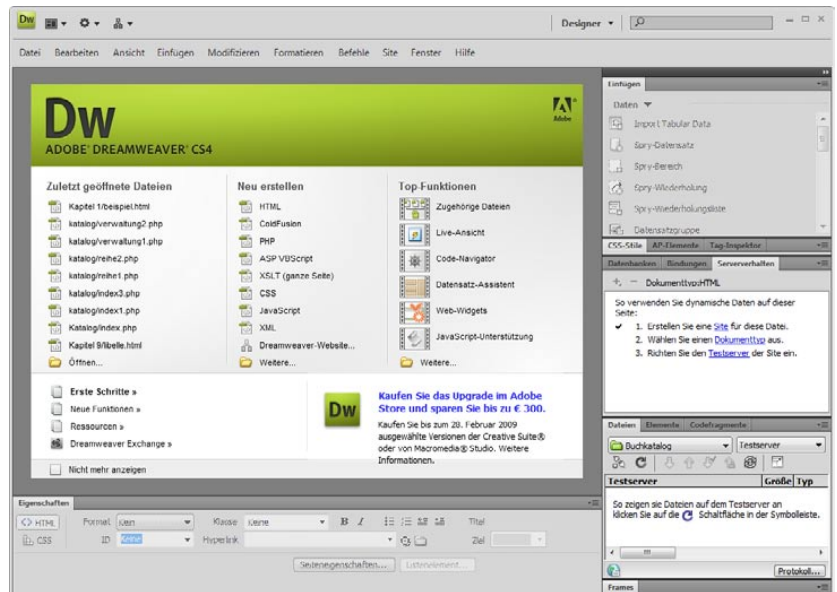 Dw
Designer
Datei Bearbeiten Ansicht Einfügen Modifizieren Formatieren Befehle Site Fenster Hilfe
Dw
ADOBE® DREAMWEAVER® CS4
Adobe
Zuletzt geöffnete Dateien
Kapitel 1/beispiel.html
katalog/verwaltung2.php
katalog/verwaltung1.php
katalog/reihe2.php
katalog/reihe1.php
katalog/index3.php
katalog/index1.php
Katalog/index.php
Kapitel 9/libelle.html
Öffnen...
Neu erstellen
HTML
ColdFusion
PHP
ASP VBScript
XSLT (ganze Seite)
CSS
JavaScript
XML
Dreamweaver-Website...
Weitere...
Top-Funktionen
Zugehörige Dateien
Live-Ansicht
Code-Navigator
Datensatz-Assistent
Web-Widgets
JavaScript-Unterstützung
Weitere...
Erste Schritte »
Neue Funktionen »
Ressourcen »
Dreamweaver Exchange »
Nicht mehr anzeigen
Dw
Kaufen Sie das Upgrade im Adobe
Store und sparen Sie bis zu € 300.
Kaufen Sie bis zum 28. Februar 2009
ausgewählte Versionen der Creative Suite®
oder von Macromedia® Studio. Weitere
Informationen.
Einfügen
Daten
Import Tabular Data
Spry-Datensatz
Spry-Bereich
Spry-Wiederholung
Spry-Wiederholungsliste
Datensatzgruppe
CSS-Stile AP-Elemente Tag-Inspektor
Datenbanken Bindungen Serververhalten
Dokumenttyp:HTML
So verwenden Sie dynamische Daten auf dieser
Seite:
1. Erstellen Sie eine Site für diese Datei.
2. Wählen Sie einen Dokumenttyp aus.
3. Richten Sie den Testserver der Site ein.
Dateien Elemente Codefragmente
Buchkatalog Testserver
Testserver Größe Typ
So zeigen sie Dateien auf dem Testserver an
klicken Sie auf die Schaltfläche in der Symbolleiste.
Protokoll...
Frames
Eigenschaften
HTML Format Kein Klasse Keine B I Titel
CSS ID Keine Hyperlink Ziel
Seiteneigenschaften... Listenelement...